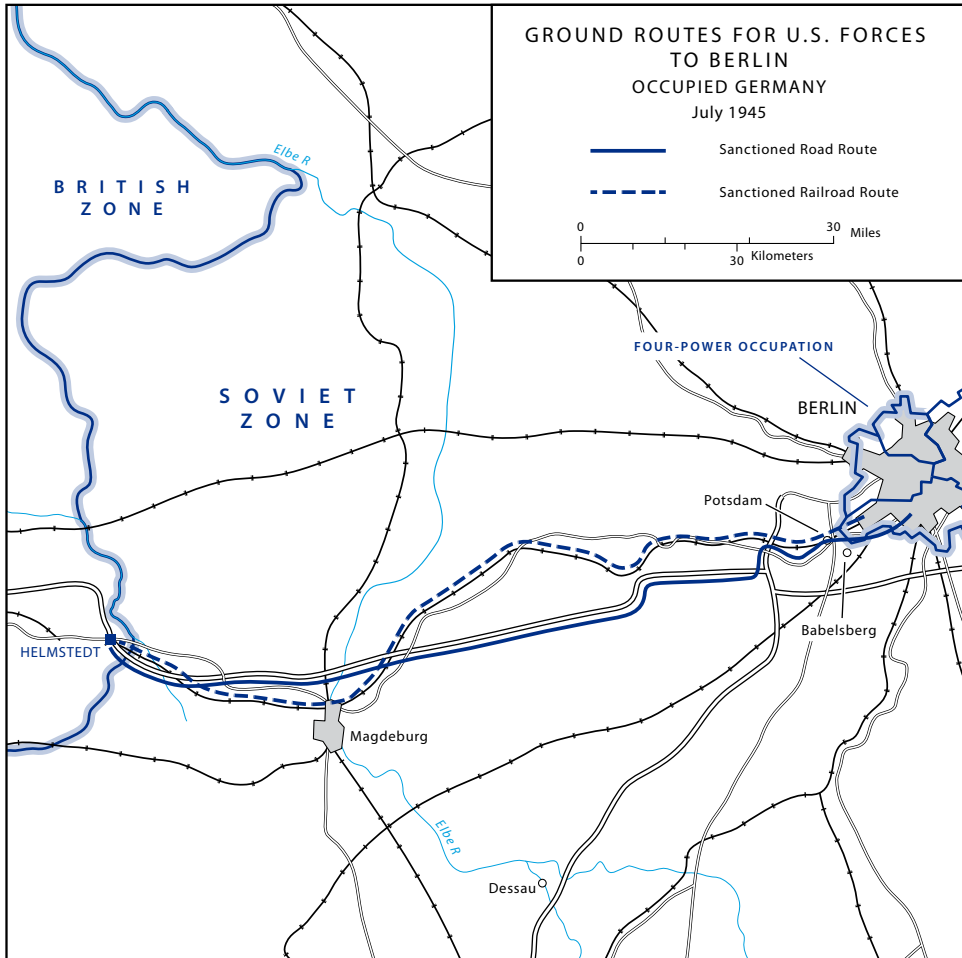 GROUND ROUTES FOR U.S. FORCES
TO BERLIN
OCCUPIED GERMANY
July 1945
Sanctioned Road Route
Sanctioned Railroad Route
0 30 Miles
0 30 Kilometers
Elbe R
BRITISH
ZONE
SOVIET
ZONE
FOUR-POWER OCCUPATION
BERLIN
Potsdam
Babelsberg
HELMSTEDT
Magdeburg
Elbe R
Dessau